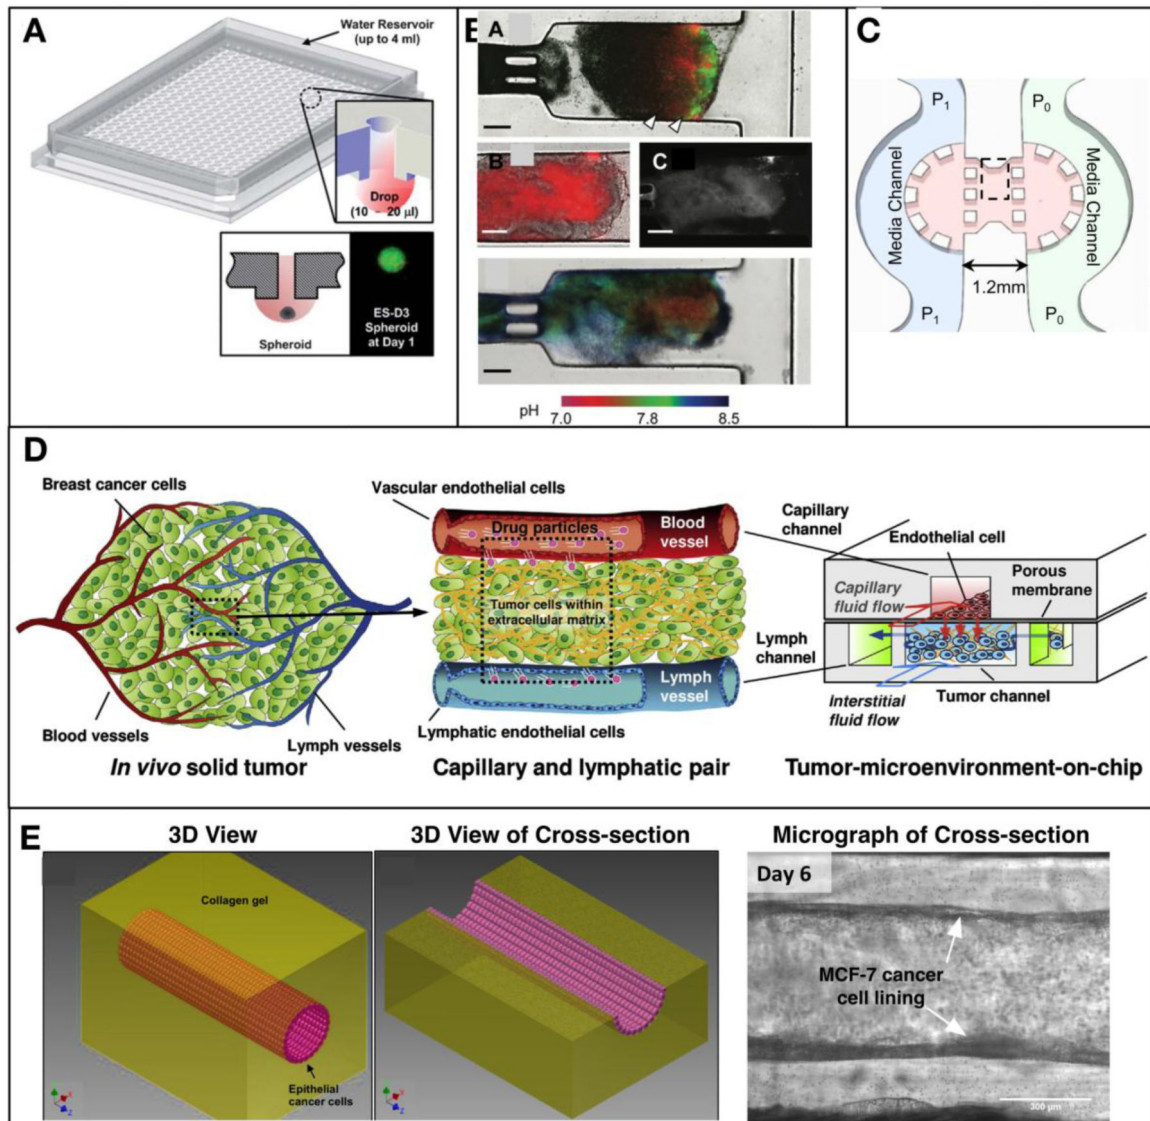 A
Water Reservoir
(up to 4 ml)
Drop
(10 - 20 µl)
Spheroid
ES-D3
Spheroid
at Day 1
A
B
C
pH
7.0
7.8
8.5
C
P1
P0
Media Channel
Media Channel
1.2mm
P1
P0
D
Breast cancer cells
Blood vessels
Lymph vessels
In vivo solid tumor
Vascular endothelial cells
Drug particles
Blood
vessel
Tumor cells within
extracellular matrix
Lymph
vessel
Lymphatic endothelial cells
Capillary and lymphatic pair
Capillary
channel
Endothelial cell
Capillary
fluid flow
Porous
membrane
Lymph
channel
Tumor channel
Interstitial
fluid flow
Tumor-microenvironment-on-chip
E
3D View
Collagen gel
Epithelial
cancer cells
3D View of Cross-section
Micrograph of Cross-section
Day 6
MCF-7 cancer
cell lining
300 µm